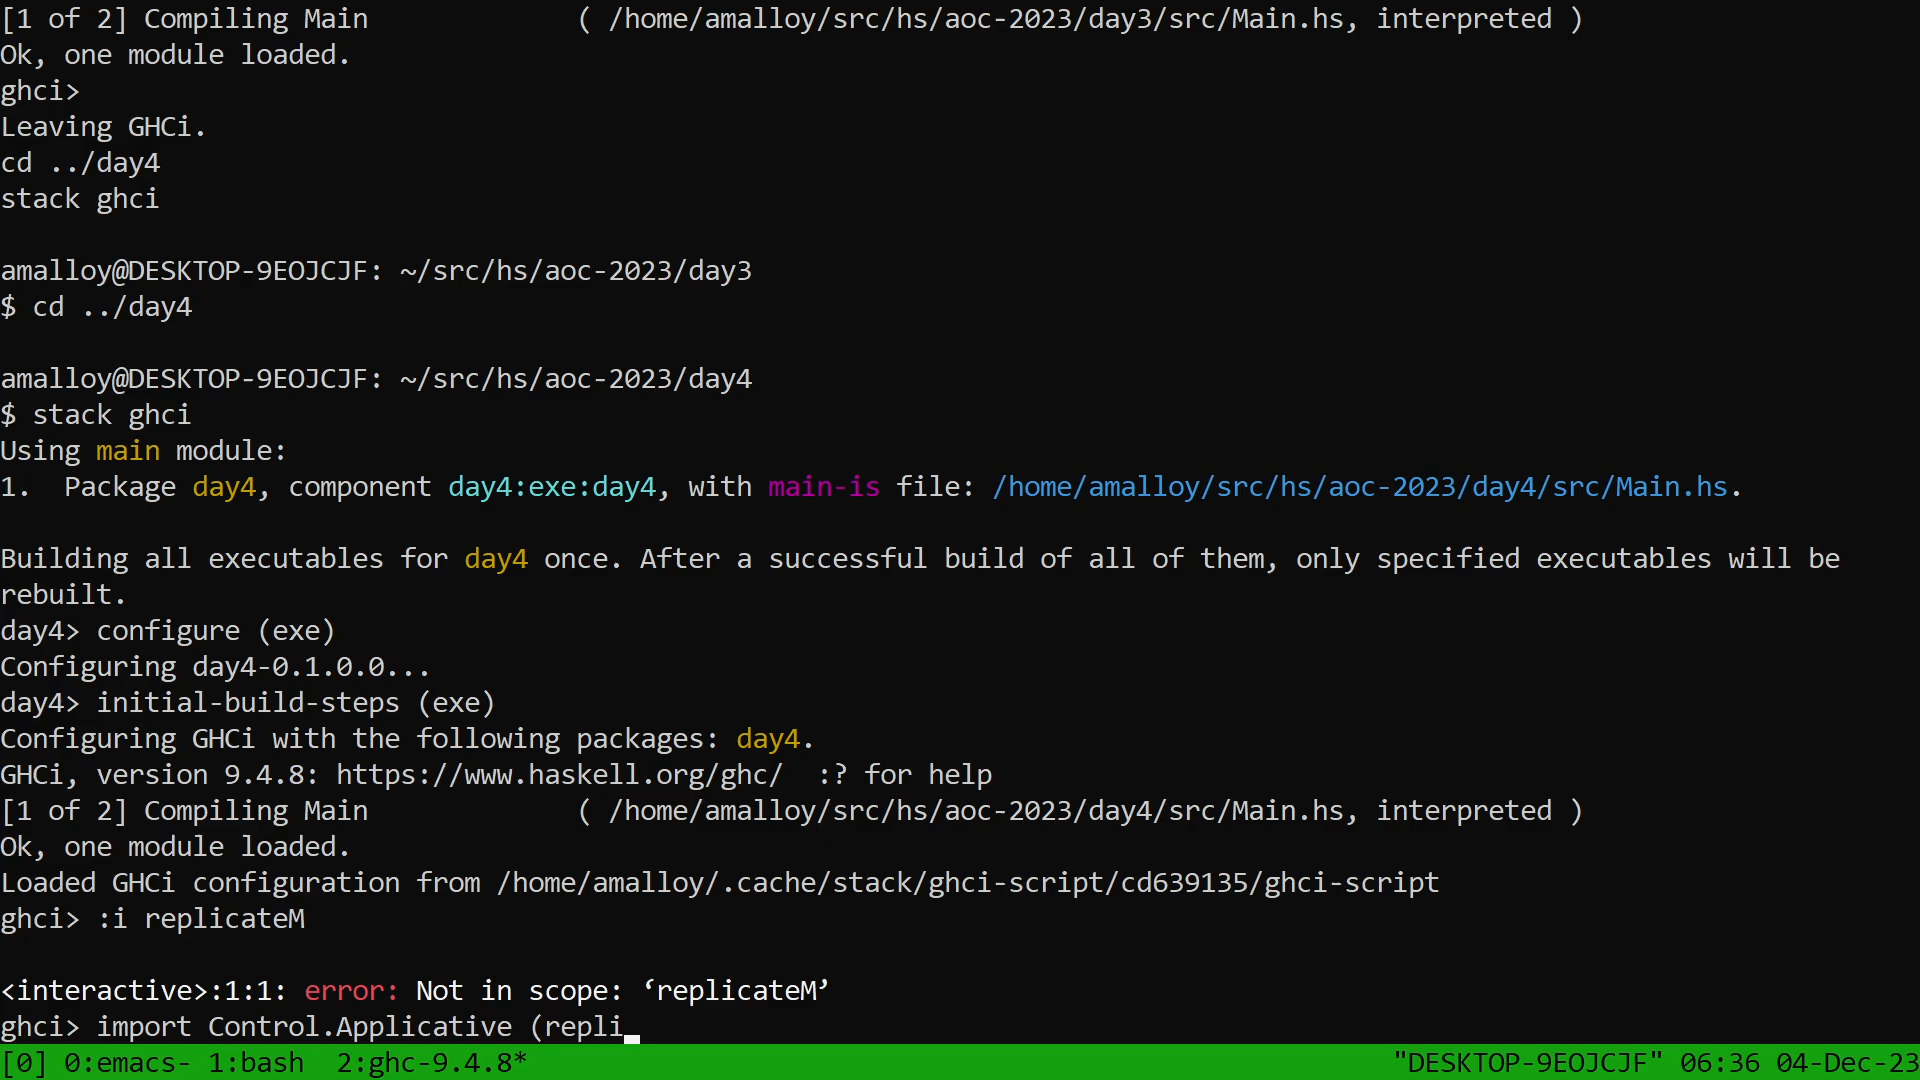 [1 of 2] Compiling Main             ( /home/amalloy/src/hs/aoc-2023/day3/src/Main.hs, interpreted )
Ok, one module loaded.
ghci>
Leaving GHCi.
cd ../day4
stack ghci
amalloy@DESKTOP-9EOJCJF: ~/src/hs/aoc-2023/day3
$ cd ../day4
amalloy@DESKTOP-9EOJCJF: ~/src/hs/aoc-2023/day4
$ stack ghci
Using main module:
1.  Package day4, component day4:exe:day4, with main-is file: /home/amalloy/src/hs/aoc-2023/day4/src/Main.hs.
Building all executables for day4 once. After a successful build of all of them, only specified executables will be
rebuilt.
day4> configure (exe)
Configuring day4-0.1.0.0...
day4> initial-build-steps (exe)
Configuring GHCi with the following packages: day4.
GHCi, version 9.4.8: https://www.haskell.org/ghc/  :? for help
[1 of 2] Compiling Main             ( /home/amalloy/src/hs/aoc-2023/day4/src/Main.hs, interpreted )
Ok, one module loaded.
Loaded GHCi configuration from /home/amalloy/.cache/stack/ghci-script/cd639135/ghci-script
ghci> :i replicateM
<interactive>:1:1: error: Not in scope: ‘replicateM’
ghci> import Control.Applicative (repli
[0] 0:emacs- 1:bash  2:ghc-9.4.8* "DESKTOP-9EOJCJF" 06:36 04-Dec-23